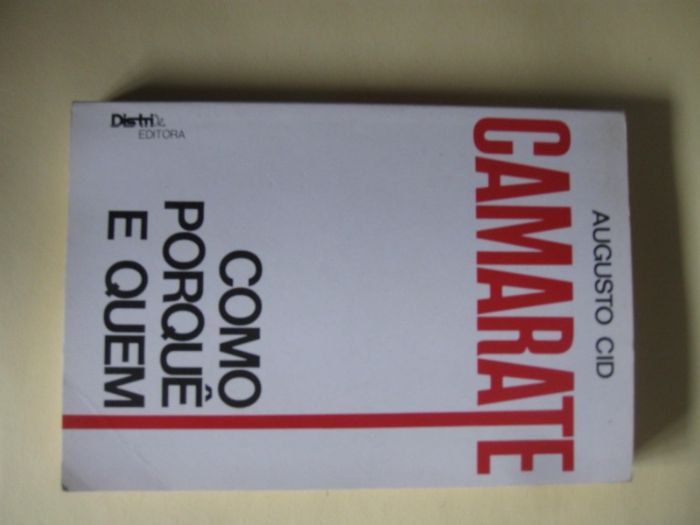 AUGUSTO CID
CAMARATE
COMO
PORQUÊ
E QUEM
Distri
EDITORA